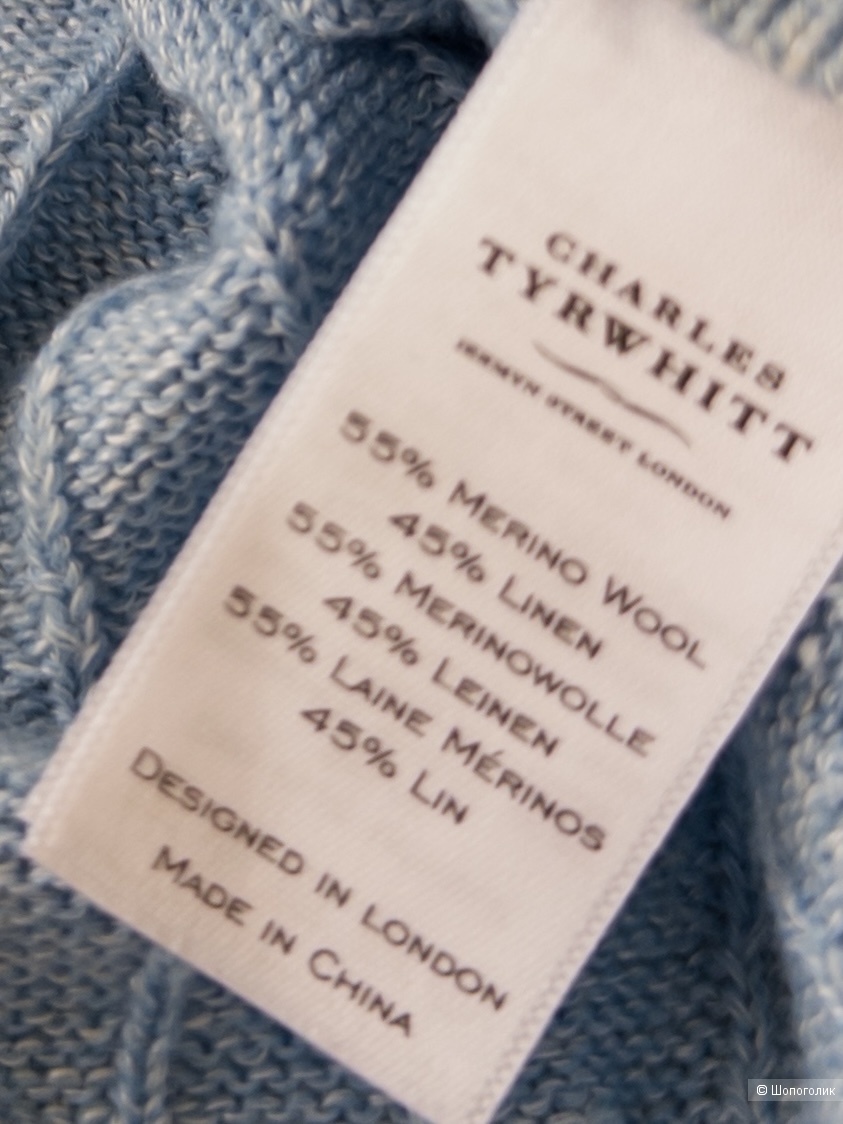 CHARLES
TYRWHITT
JERMYN STREET LONDON
55% MERINO WOOL
45% LINEN
55% MERINOWOLLE
45% LEINEN
55% LAINE MÉRINOS
45% LIN
DESIGNED IN LONDON
MADE IN CHINA
© Шопоголик